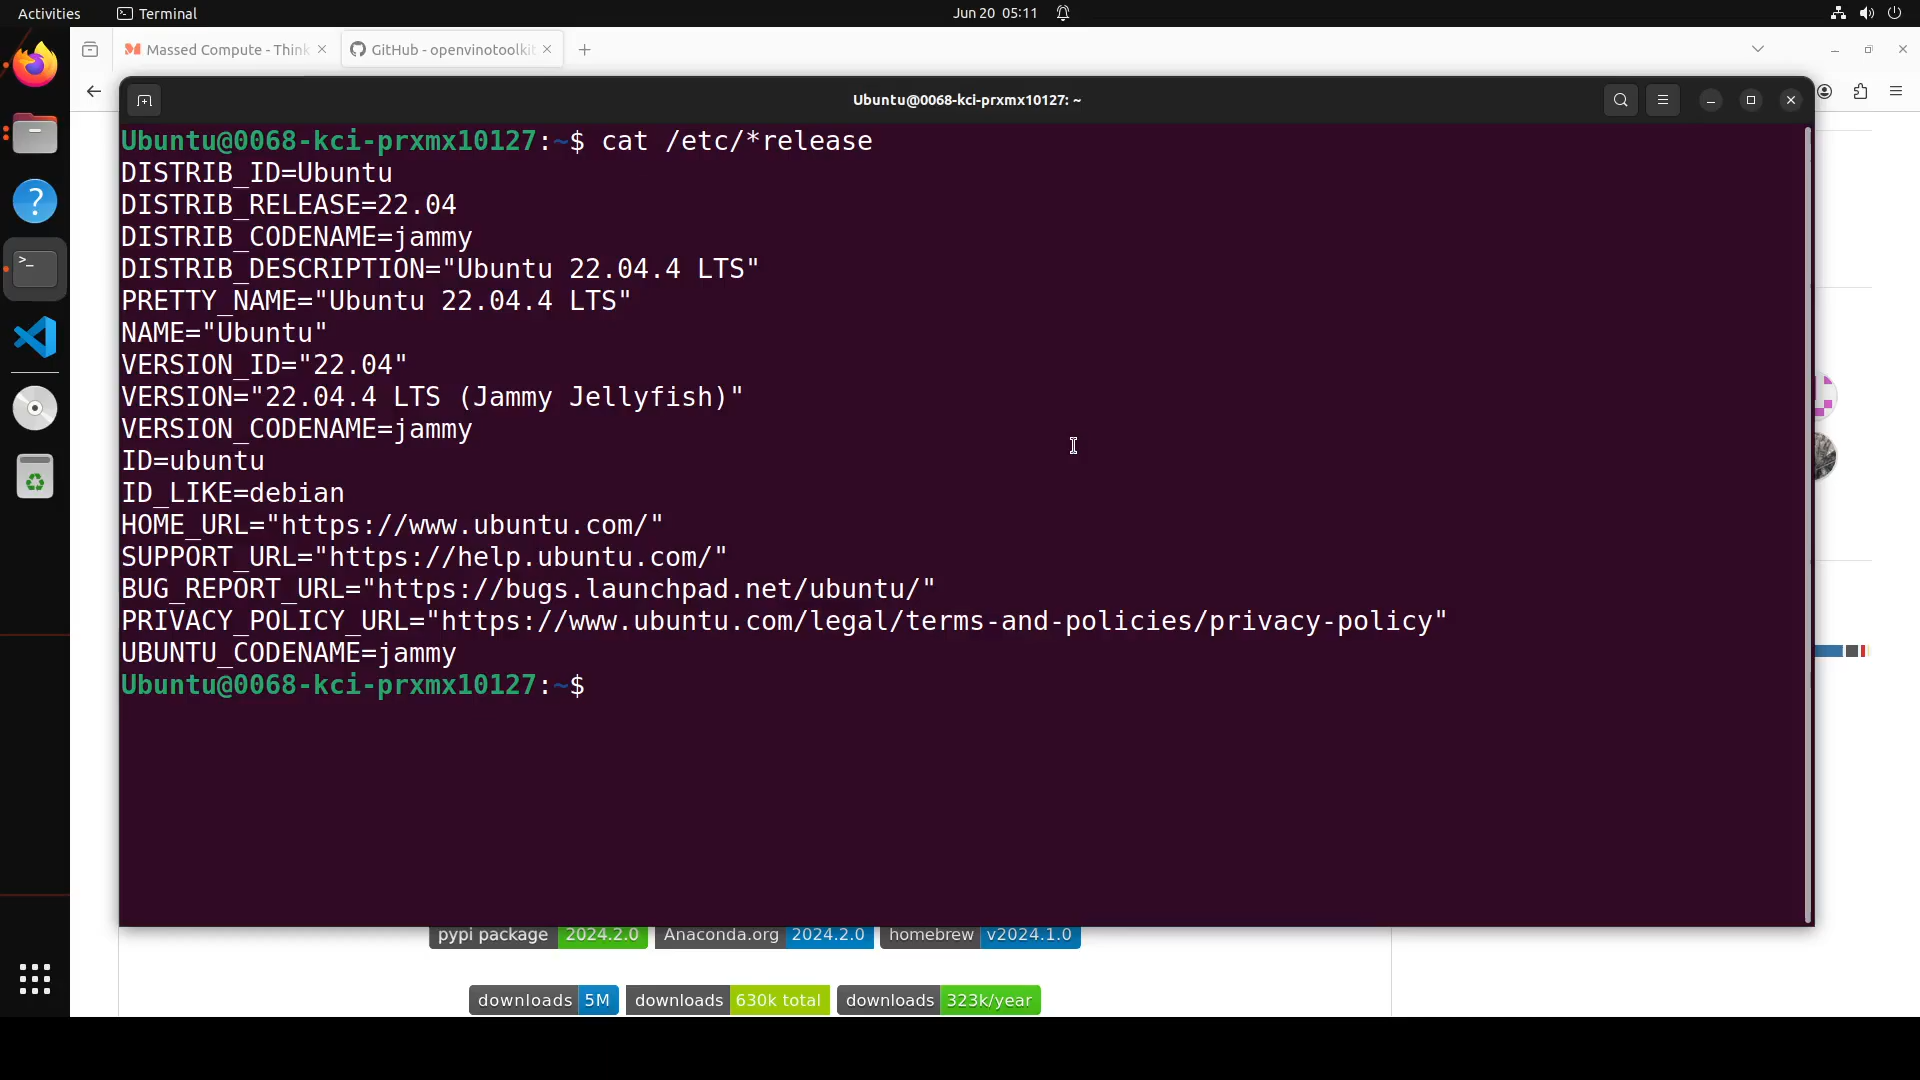 Activities Terminal Jun 20 05:11
Massed Compute - Think GitHub - openvinotoolkit
Ubuntu@0068-kci-prxmx10127: ~
Ubuntu@0068-kci-prxmx10127:~$ cat /etc/*release
DISTRIB_ID=Ubuntu
DISTRIB_RELEASE=22.04
DISTRIB_CODENAME=jammy
DISTRIB_DESCRIPTION="Ubuntu 22.04.4 LTS"
PRETTY_NAME="Ubuntu 22.04.4 LTS"
NAME="Ubuntu"
VERSION_ID="22.04"
VERSION="22.04.4 LTS (Jammy Jellyfish)"
VERSION_CODENAME=jammy
ID=ubuntu
ID_LIKE=debian
HOME_URL="https://www.ubuntu.com/"
SUPPORT_URL="https://help.ubuntu.com/"
BUG_REPORT_URL="https://bugs.launchpad.net/ubuntu/"
PRIVACY_POLICY_URL="https://www.ubuntu.com/legal/terms-and-policies/privacy-policy"
UBUNTU_CODENAME=jammy
Ubuntu@0068-kci-prxmx10127:~$
pypi package 2024.2.0 Anaconda.org 2024.2.0 homebrew v2024.1.0
downloads 5M downloads 630k total downloads 323k/year